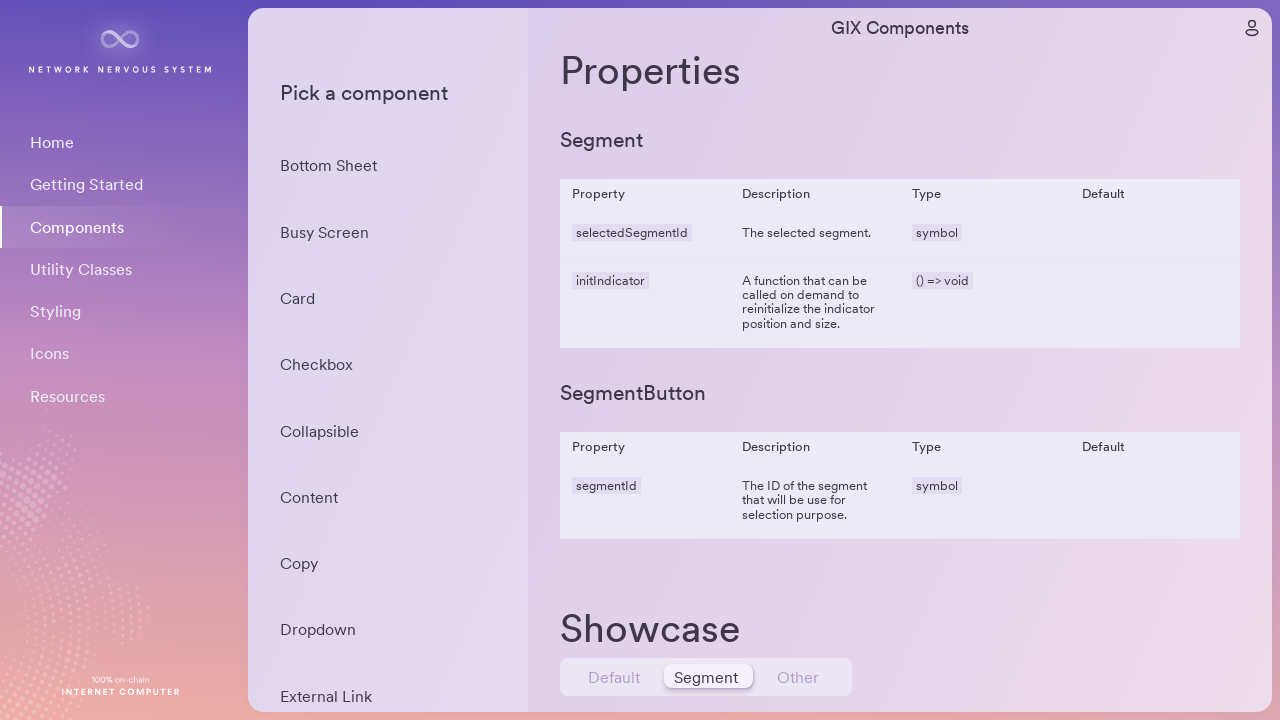 NETWORK NERVOUS SYSTEM
Home
Getting Started
Components
Utility Classes
Styling
Icons
Resources
100% on-chain
INTERNET COMPUTER
Pick a component
Bottom Sheet
Busy Screen
Card
Checkbox
Collapsible
Content
Copy
Dropdown
External Link
GIX Components
Properties
Segment
Property Description Type Default
selectedSegmentId The selected segment. symbol
initIndicator A function that can be () => void
called on demand to
reinitialize the indicator
position and size.
SegmentButton
Property Description Type Default
segmentId The ID of the segment symbol
that will be use for
selection purpose.
Showcase
Default Segment Other